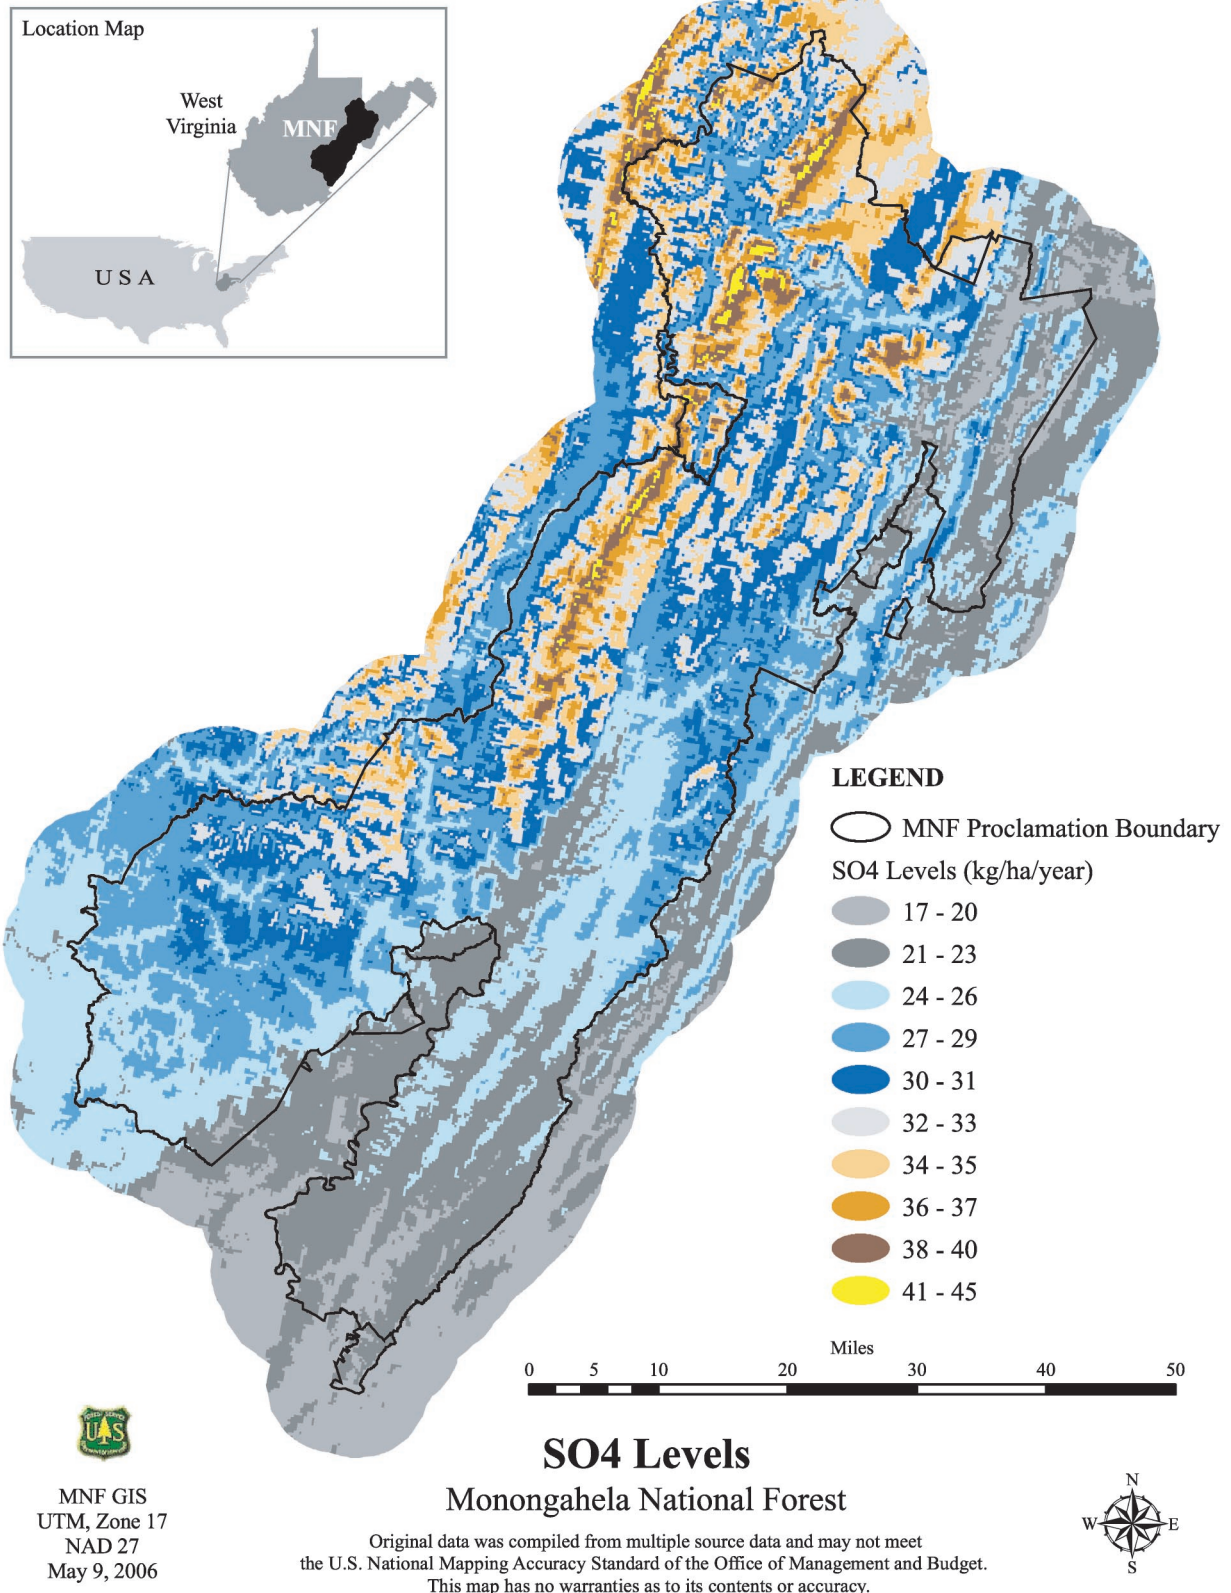 Location Map
West
Virginia
MNF
USA
LEGEND
MNF Proclamation Boundary
SO4 Levels (kg/ha/year)
17 - 20
21 - 23
24 - 26
27 - 29
30 - 31
32 - 33
34 - 35
36 - 37
38 - 40
41 - 45
Miles
0 5 10 20 30 40 50
US
MNF GIS
UTM, Zone 17
NAD 27
May 9, 2006
SO4 Levels
Monongahela National Forest
Original data was compiled from multiple source data and may not meet
the U.S. National Mapping Accuracy Standard of the Office of Management and Budget.
This map has no warranties as to its contents or accuracy.
N
W E
S